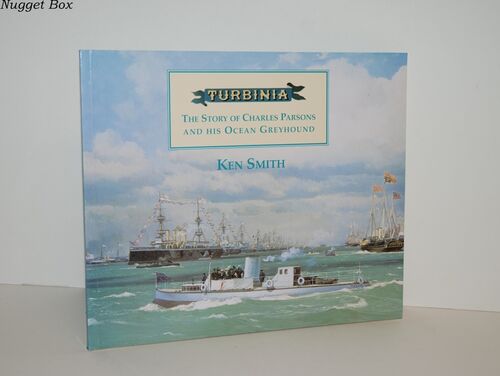 Nugget Box
TURBINIA
THE STORY OF CHARLES PARSONS
AND HIS OCEAN GREYHOUND
KEN SMITH